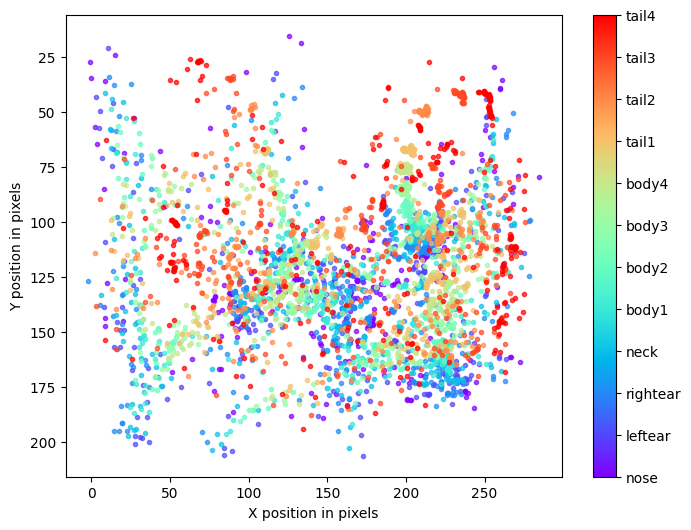 25
50
75
100
125
150
175
200
Y position in pixels
0
50
100
150
200
250
X position in pixels
tail4
tail3
tail2
tail1
body4
body3
body2
body1
neck
rightear
leftear
nose